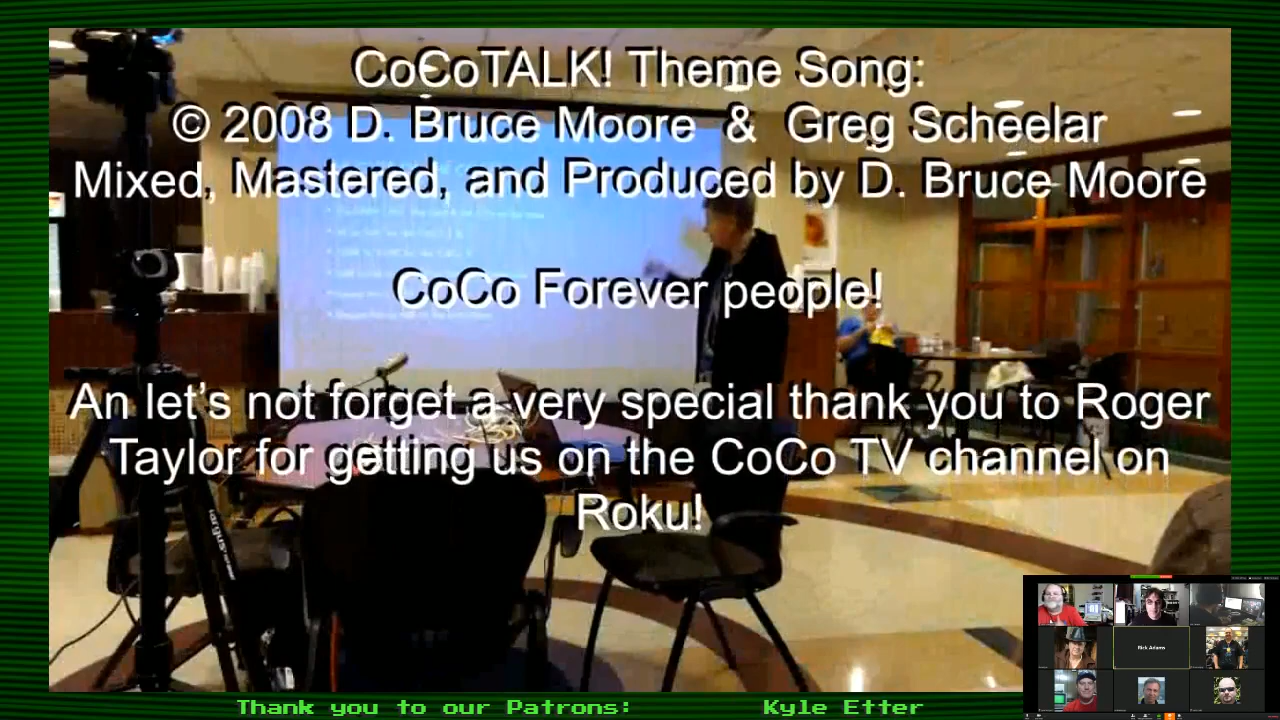 CoCoTALK! Theme Song:
© 2008 D. Bruce Moore & Greg Scheelar
Mixed, Mastered, and Produced by D. Bruce Moore
CoCo Forever people!
An let's not forget a very special thank you to Roger
Taylor for getting us on the CoCo TV channel on
Roku!
Rick Adams
Thank you to our Patrons: Kyle Etter